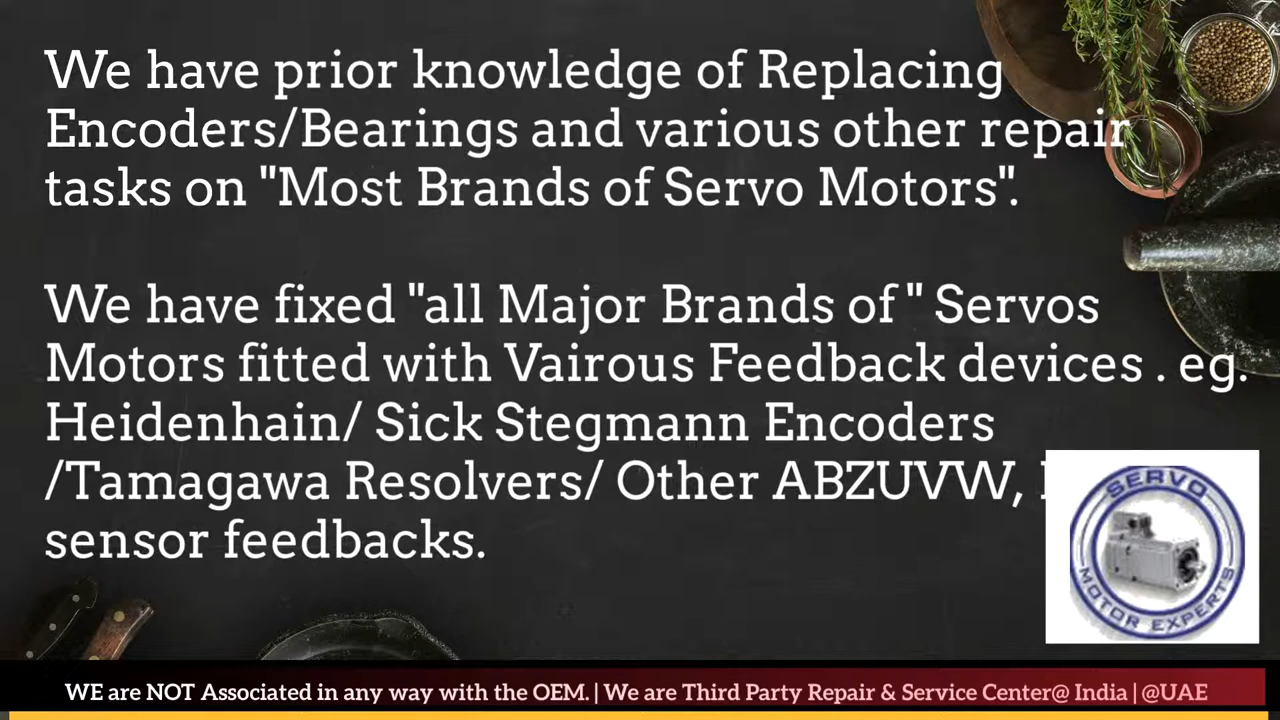 We have prior knowledge of Replacing
Encoders/Bearings and various other repair
tasks on "Most Brands of Servo Motors".
We have fixed "all Major Brands of " Servos
Motors fitted with Vairous Feedback devices . eg.
Heidenhain/ Sick Stegmann Encoders
/Tamagawa Resolvers/ Other ABZUVW,
sensor feedbacks.
SERVO
MOTOR EXPERTS
WE are NOT Associated in any way with the OEM. | We are Third Party Repair & Service Center@ India | @UAE